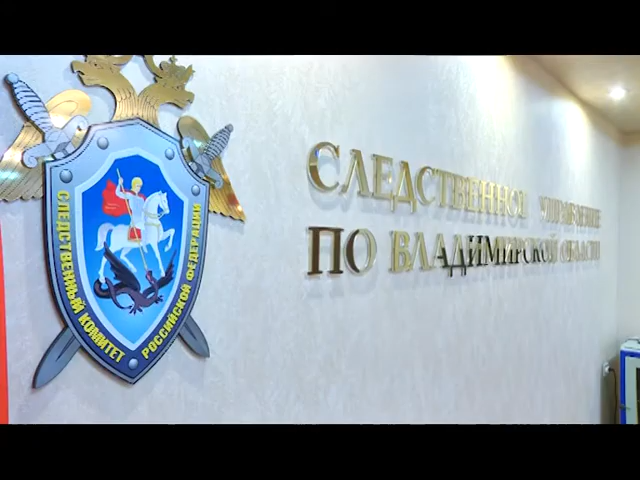 СЛЕДСТВЕННЫЙ КОМИТЕТ
РОССИЙСКОЙ ФЕДЕРАЦИИ
СЛЕДСТВЕННОЕ УПРАВЛЕНИЕ
ПО ВЛАДИМИРСКОЙ ОБЛАСТИ